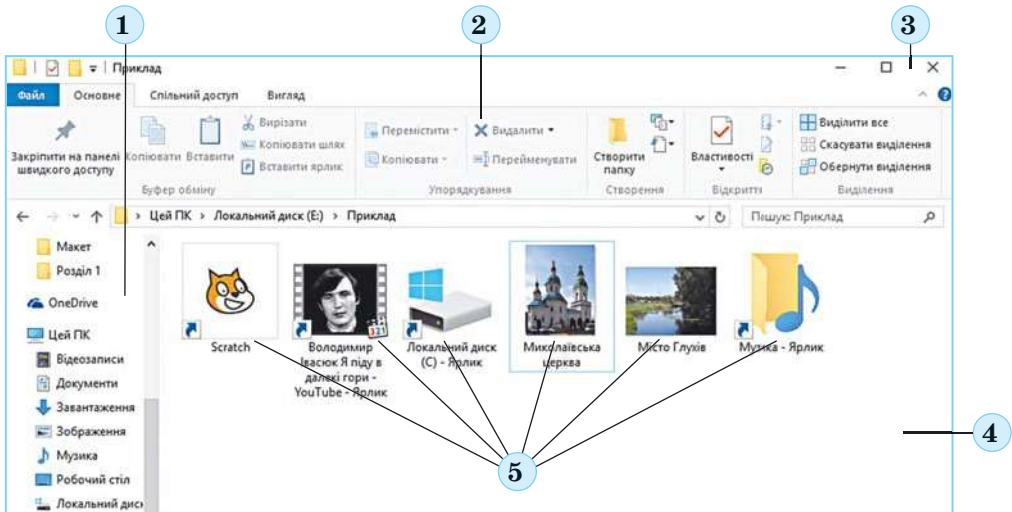 1
2
3
Приклад
Файл Основне Спільний доступ Вигляд
Закріпити на панелі швидкого доступу
Копіювати
Вставити
Вирізати
Копіювати шлях
Вставити ярлик
Буфер обміну
Перемістити
Копіювати
Видалити
Перейменувати
Упорядкування
Створити папку
Створення
Властивості
Відкриття
Виділити все
Скасувати виділення
Обернути виділення
Виділення
Цей ПК > Локальний диск (E:) > Приклад
Пошук: Приклад
Макет
Розділ 1
OneDrive
Цей ПК
Відеозаписи
Документи
Завантаження
Зображення
Музика
Робочий стіл
Локальний диск
Scratch
Володимир
Івасюк Я піду в
далекі гори -
YouTube - Ярлик
Локальний диск
(C) - Ярлик
Миколаївська
церква
Місто Глухів
Музика - Ярлик
4
5